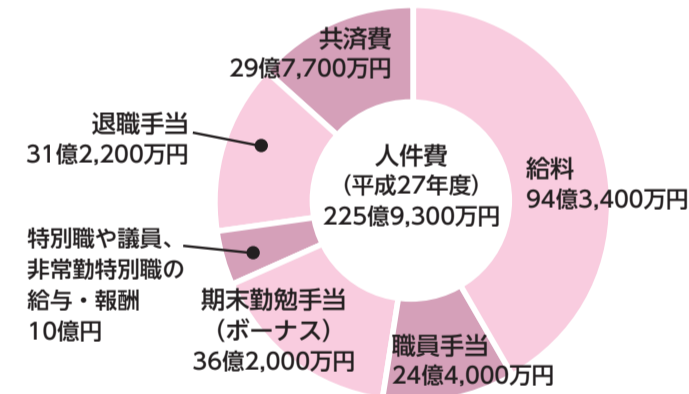 人件費
（平成27年度）
225億9,300万円
給料
94億3,400万円
職員手当
24億4,000万円
期末勤勉手当
（ボーナス）
36億2,000万円
特別職や議員、
非常勤特別職の
給与・報酬
10億円
退職手当
31億2,200万円
共済費
29億7,700万円